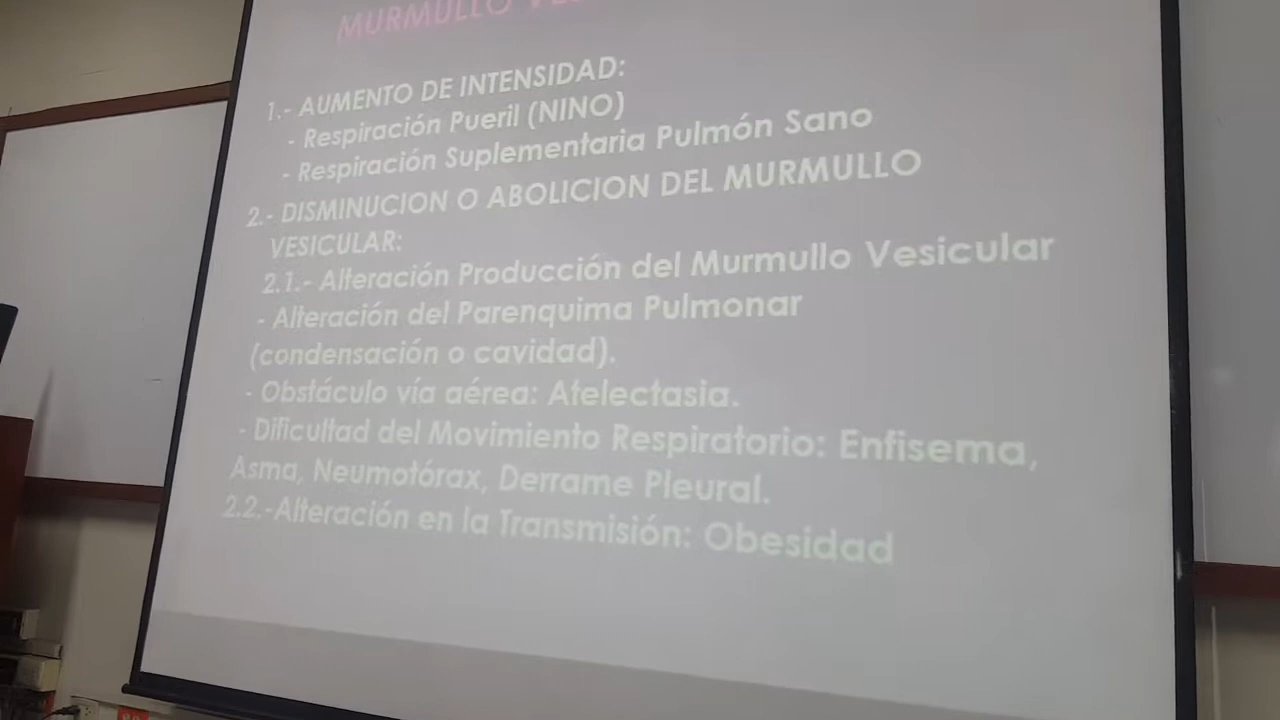 MURMULLO
1.- AUMENTO DE INTENSIDAD:
- Respiración Pueril (NINO)
- Respiración Suplementaria Pulmón Sano
2.- DISMINUCION O ABOLICION DEL MURMULLO
VESICULAR:
2.1.- Alteración Producción del Murmullo Vesicular
- Alteración del Parenquima Pulmonar
(condensación o cavidad).
- Obstáculo vía aérea: Atelectasia.
- Dificultad del Movimiento Respiratorio: Enfisema,
Asma, Neumotórax, Derrame Pleural.
2.2.-Alteración en la Transmisión: Obesidad